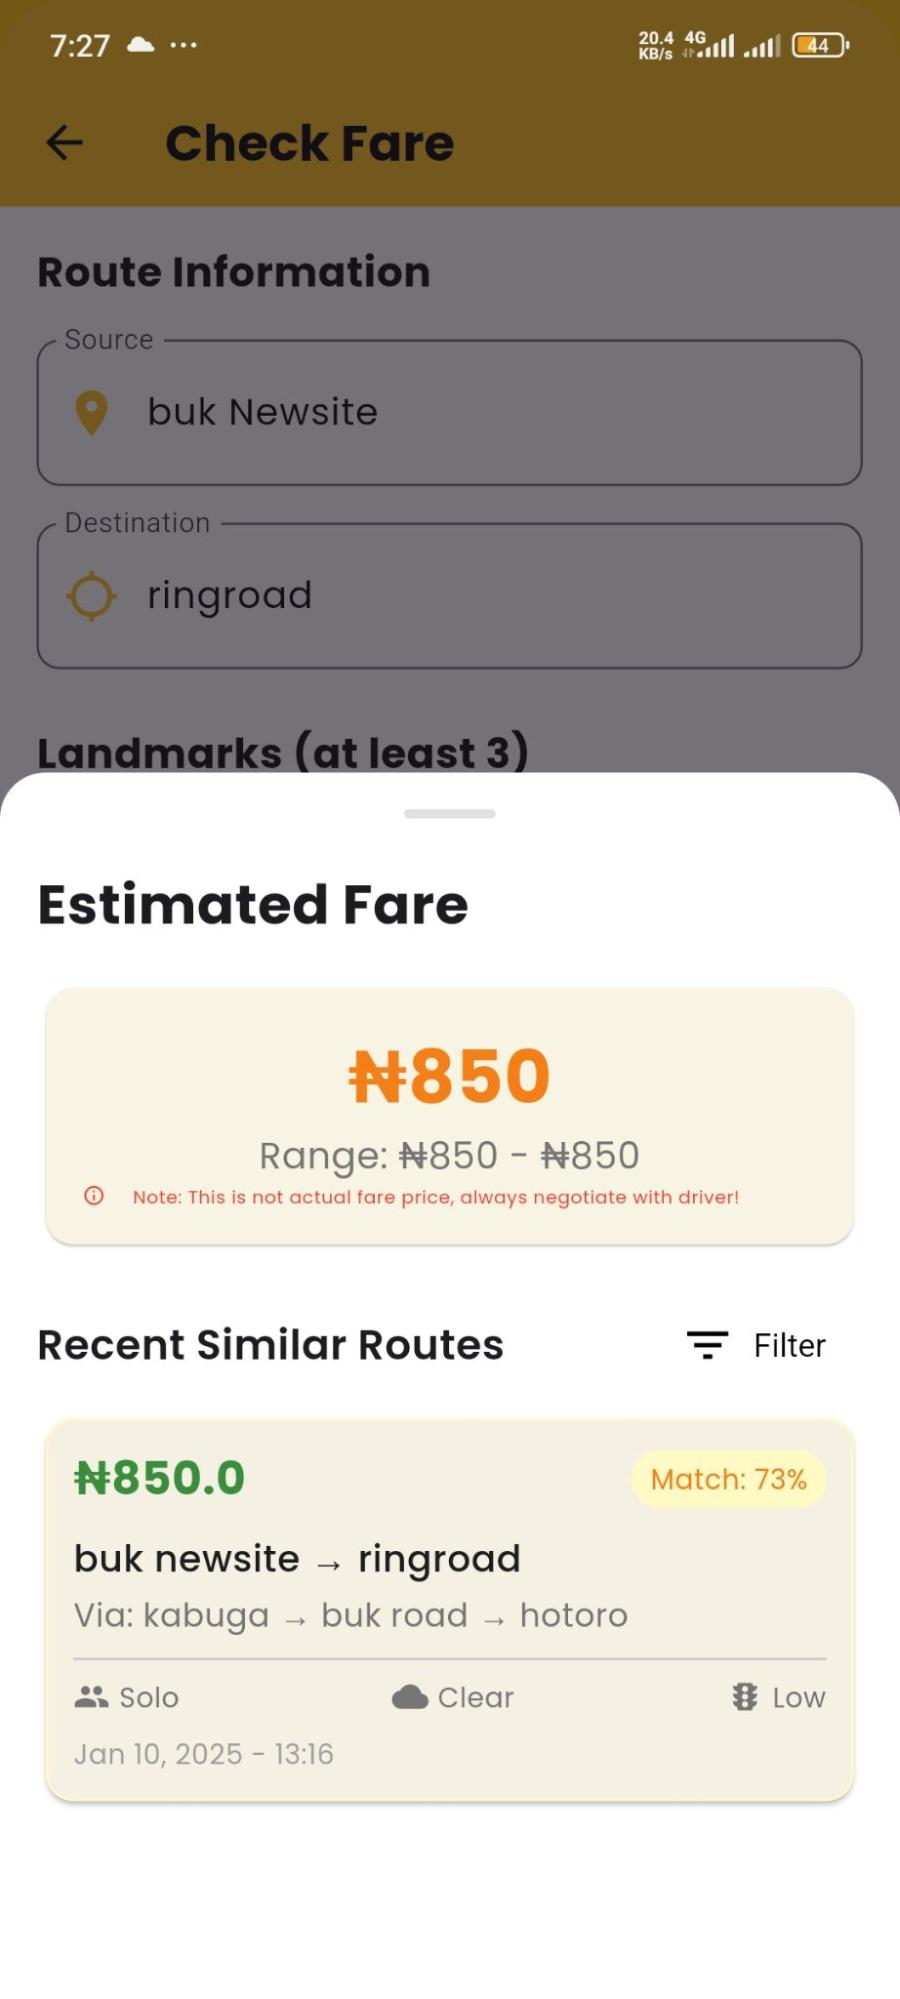 7:27
20.4 KB/s 4G 44
Check Fare
Route Information
Source
buk Newsite
Destination
ringroad
Landmarks (at least 3)
Estimated Fare
₦850
Range: ₦850 - ₦850
Note: This is not actual fare price, always negotiate with driver!
Recent Similar Routes
Filter
₦850.0
Match: 73%
buk newsite → ringroad
Via: kabuga → buk road → hotoro
Solo
Clear
Low
Jan 10, 2025 - 13:16